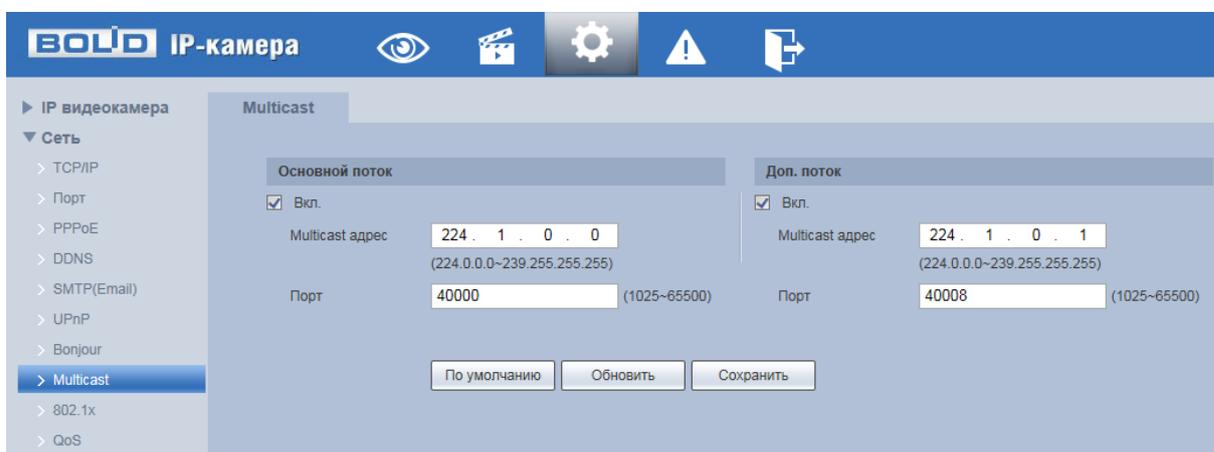 BOLID IP-камера
IP видеокамера
Сеть
TCP/IP
Порт
PPPoE
DDNS
SMTP(Email)
UPnP
Bonjour
Multicast
802.1x
QoS
Multicast
Основной поток
Вкл.
Multicast адрес 224 . 1 . 0 . 0
(224.0.0.0~239.255.255.255)
Порт 40000 (1025~65500)
Доп. поток
Вкл.
Multicast адрес 224 . 1 . 0 . 1
(224.0.0.0~239.255.255.255)
Порт 40008 (1025~65500)
По умолчанию Обновить Сохранить